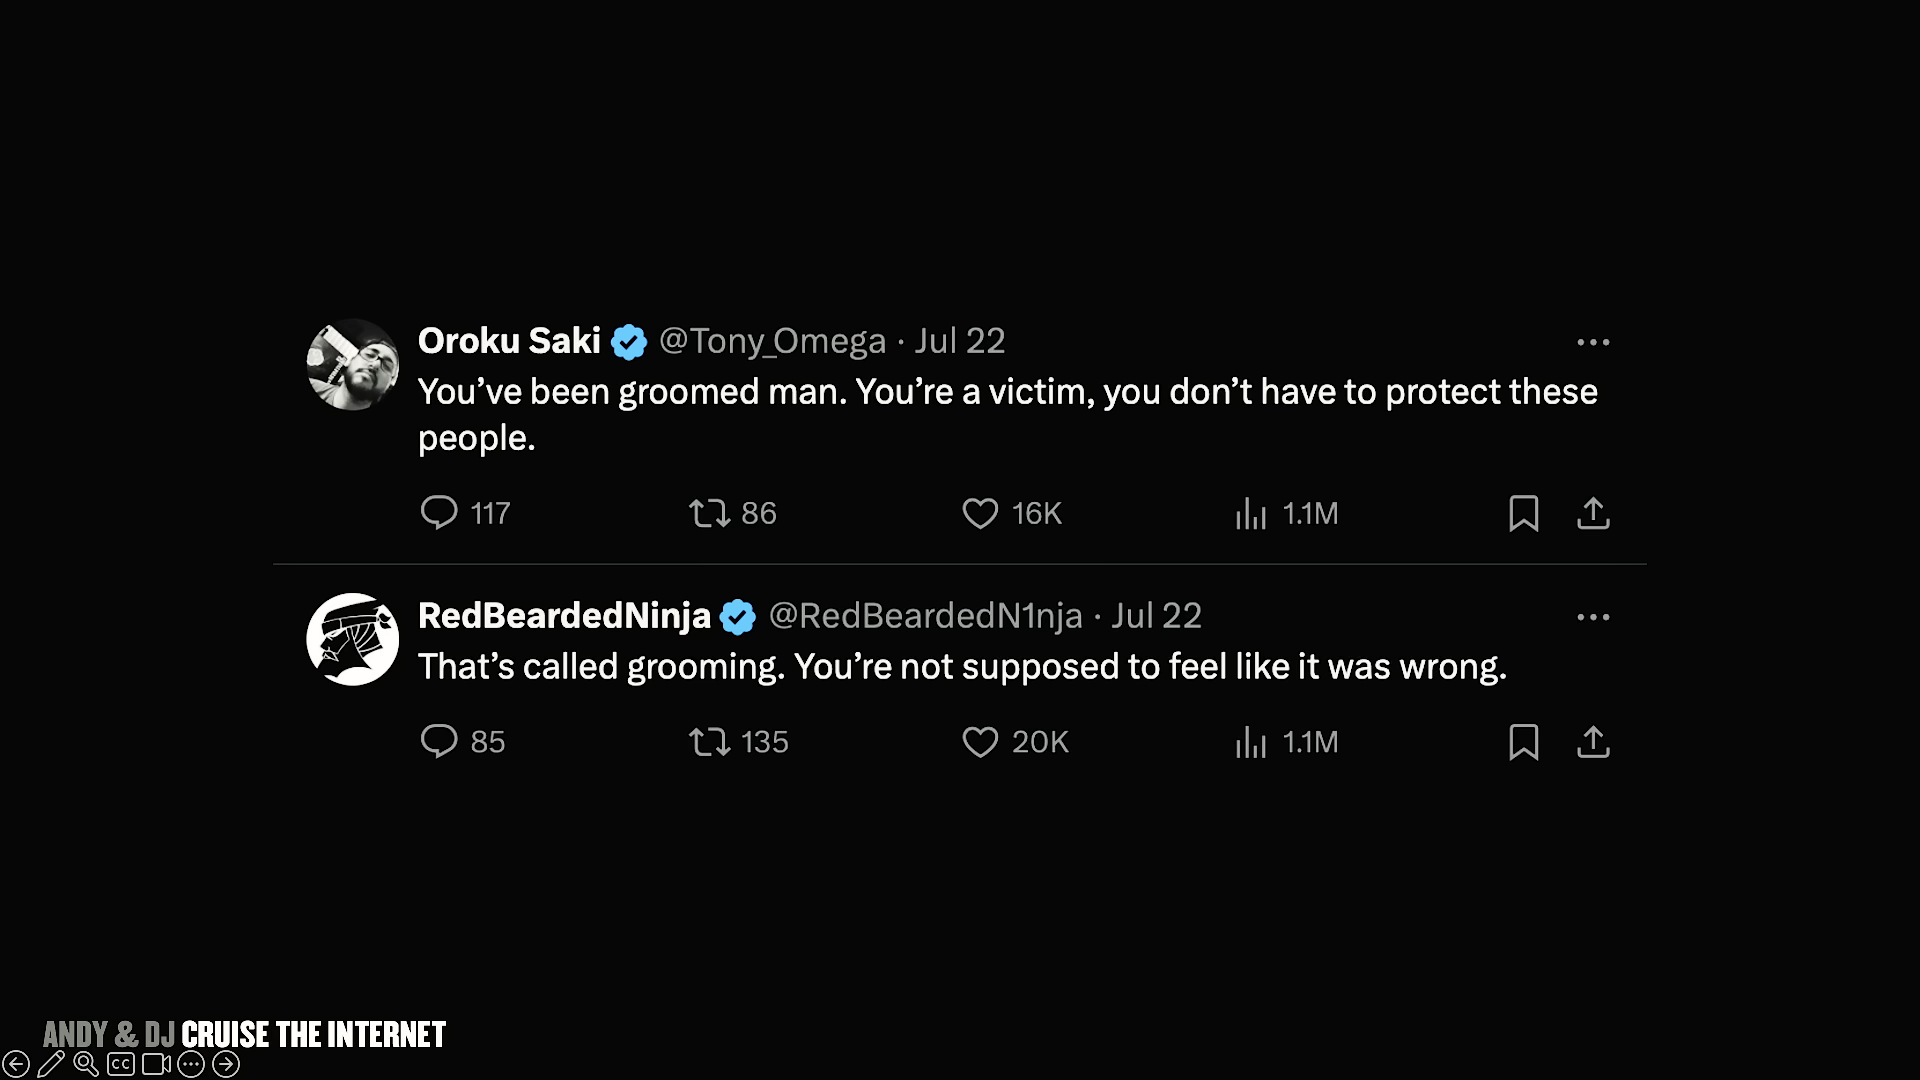 Oroku Saki @Tony_Omega · Jul 22
You’ve been groomed man. You’re a victim, you don’t have to protect these
people.
117 86 16K 1.1M
RedBeardedNinja @RedBeardedN1nja · Jul 22
That’s called grooming. You’re not supposed to feel like it was wrong.
85 135 20K 1.1M
ANDY & DJ CRUISE THE INTERNET
CC